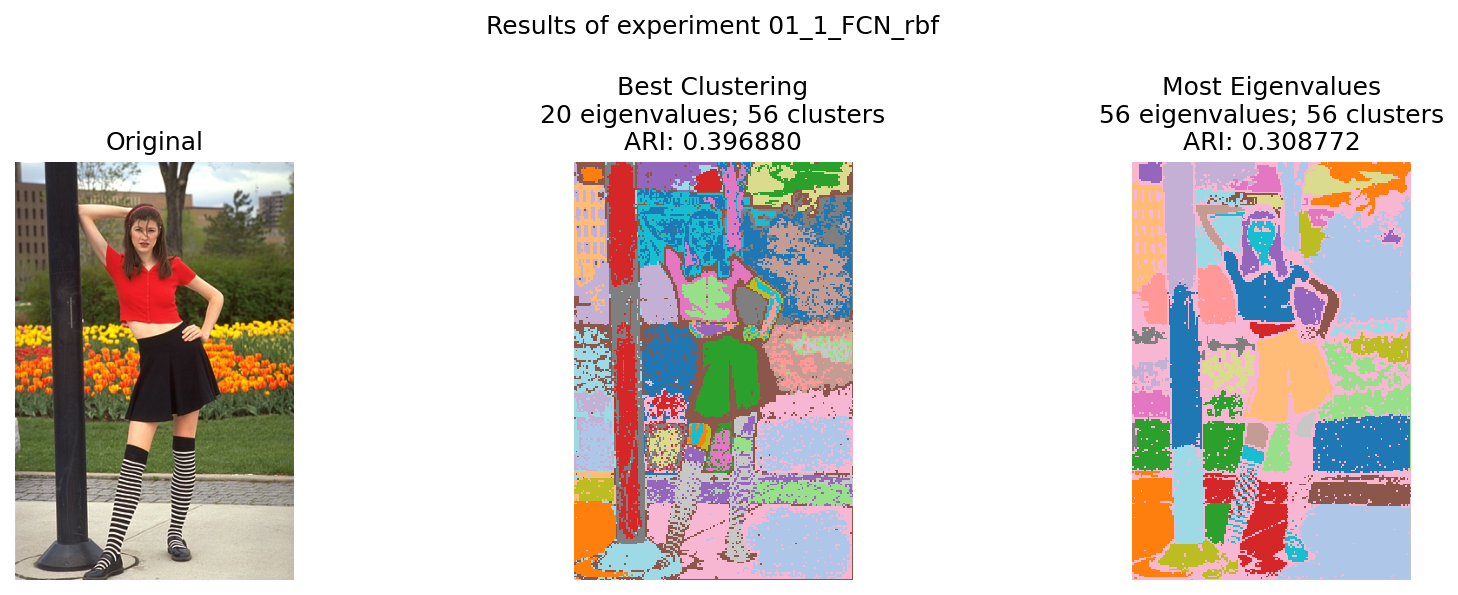 Results of experiment 01_1_FCN_rbf
Original
Best Clustering
20 eigenvalues; 56 clusters
ARI: 0.396880
Most Eigenvalues
56 eigenvalues; 56 clusters
ARI: 0.308772